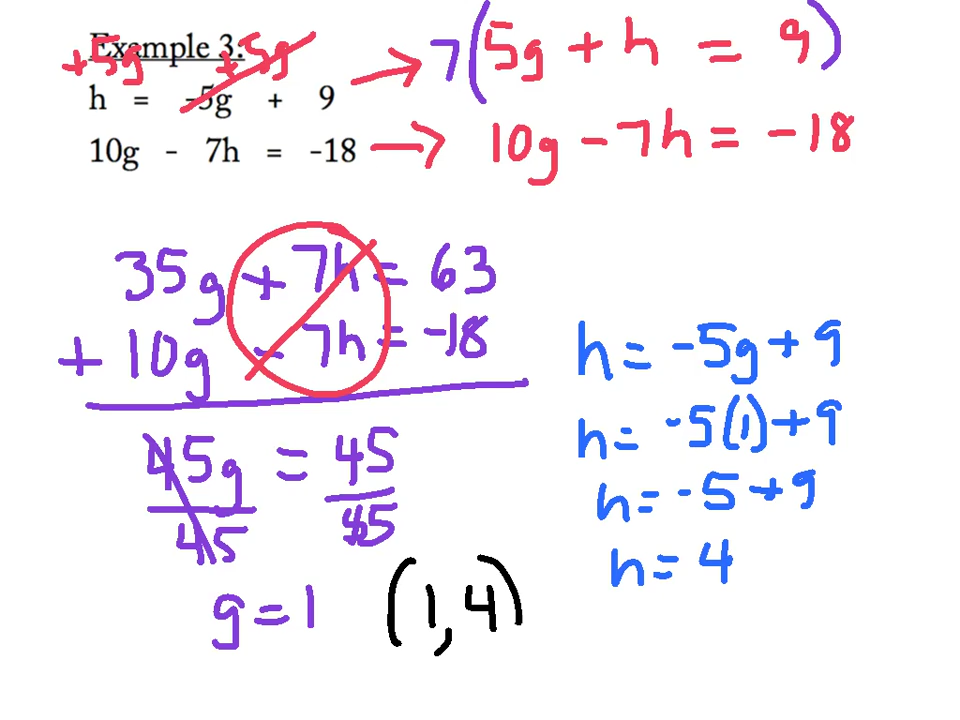 Example 3:
+5g +5g
h = -5g + 9
10g - 7h = -18
7(5g + h = 9)
10g - 7h = -18
35g + 7h = 63
+ 10g - 7h = -18
45g = 45
45 45
g = 1
(1,4)
h = -5g + 9
h = -5(1) + 9
h = -5 + 9
h = 4